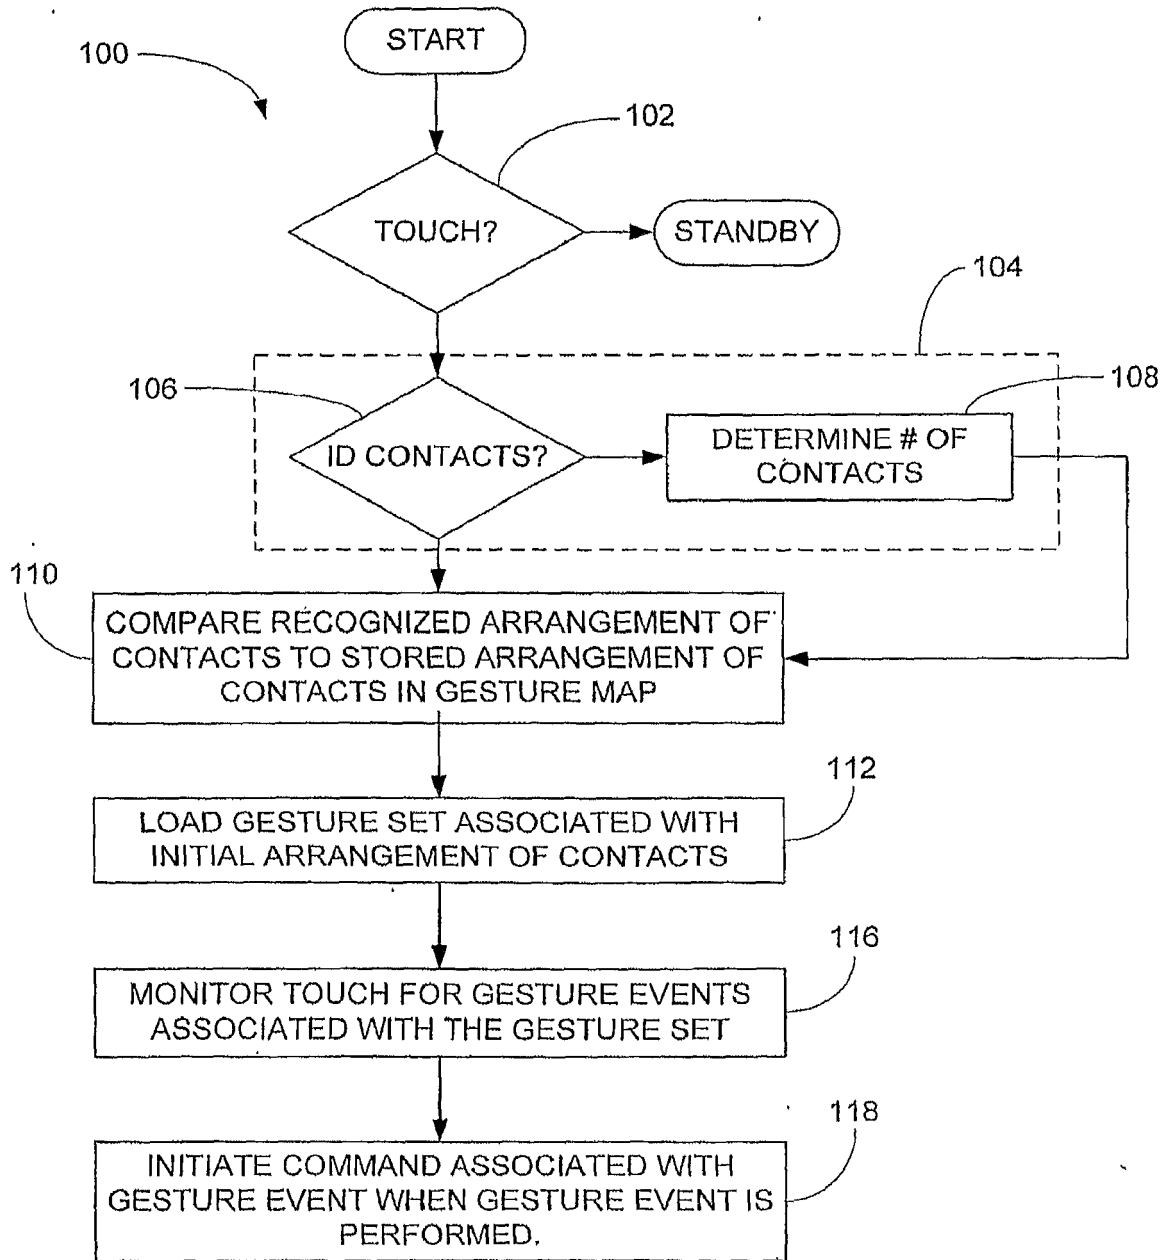 START
100
102
TOUCH?
STANDBY
104
106
108
ID CONTACTS?
DETERMINE # OF
CONTACTS
110
COMPARE RECOGNIZED ARRANGEMENT OF
CONTACTS TO STORED ARRANGEMENT OF
CONTACTS IN GESTURE MAP
112
LOAD GESTURE SET ASSOCIATED WITH
INITIAL ARRANGEMENT OF CONTACTS
116
MONITOR TOUCH FOR GESTURE EVENTS
ASSOCIATED WITH THE GESTURE SET
118
INITIATE COMMAND ASSOCIATED WITH
GESTURE EVENT WHEN GESTURE EVENT IS
PERFORMED.